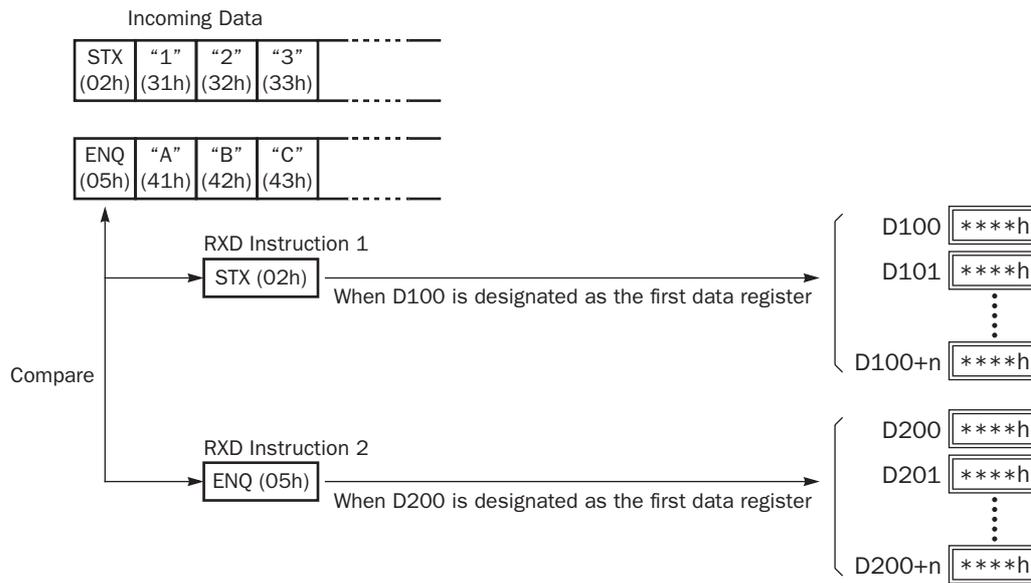 Incoming Data
STX “1” “2” “3”
(02h) (31h) (32h) (33h)
ENQ “A” “B” “C”
(05h) (41h) (42h) (43h)
RXD Instruction 1
STX (02h)
When D100 is designated as the first data register
D100 ****h
D101 ****h
D100+n ****h
Compare
RXD Instruction 2
ENQ (05h)
When D200 is designated as the first data register
D200 ****h
D201 ****h
D200+n ****h